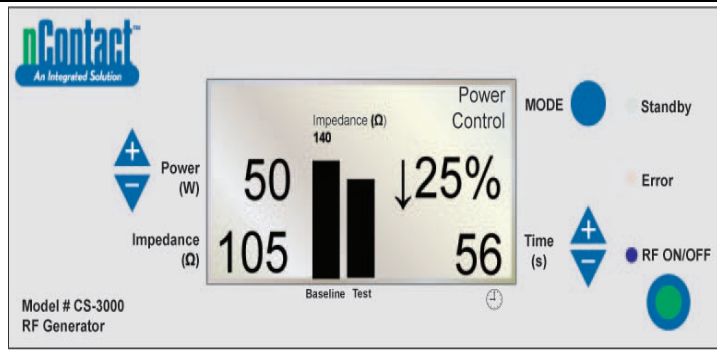 nContact™
An Integrated Solution
Power
Control
Impedance (Ω)
140
50
↓25%
105
56
Baseline Test
+
−
Power
(W)
Impedance
(Ω)
MODE
Standby
Error
Time
(s)
+
−
RF ON/OFF
Model # CS-3000
RF Generator